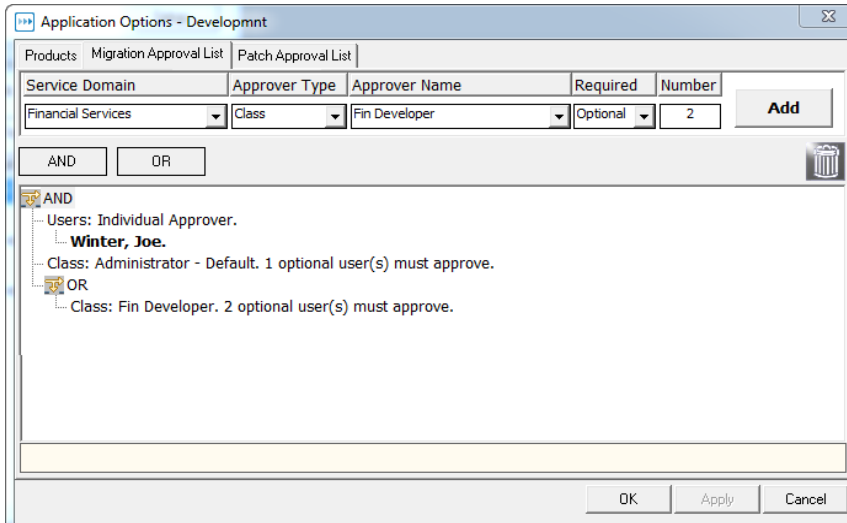 Application Options - Developmnt
Products Migration Approval List Patch Approval List
Service Domain Approver Type Approver Name Required Number
Financial Services Class Fin Developer Optional 2 Add
AND OR
AND
Users: Individual Approver.
Winter, Joe.
Class: Administrator - Default. 1 optional user(s) must approve.
OR
Class: Fin Developer. 2 optional user(s) must approve.
OK Apply Cancel